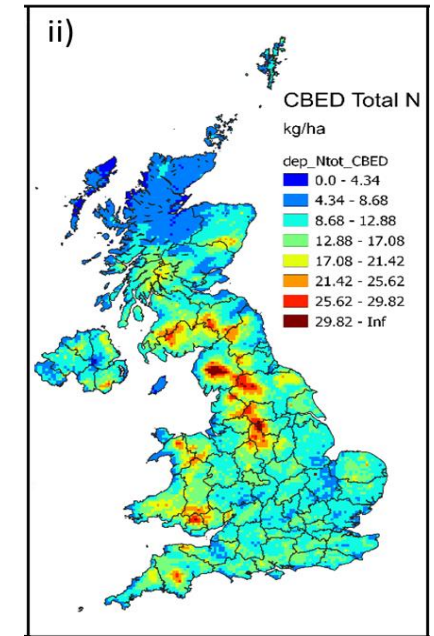 ii)
CBED Total N
kg/ha
dep_Ntot_CBED
0.0 - 4.34
4.34 - 8.68
8.68 - 12.88
12.88 - 17.08
17.08 - 21.42
21.42 - 25.62
25.62 - 29.82
29.82 - Inf